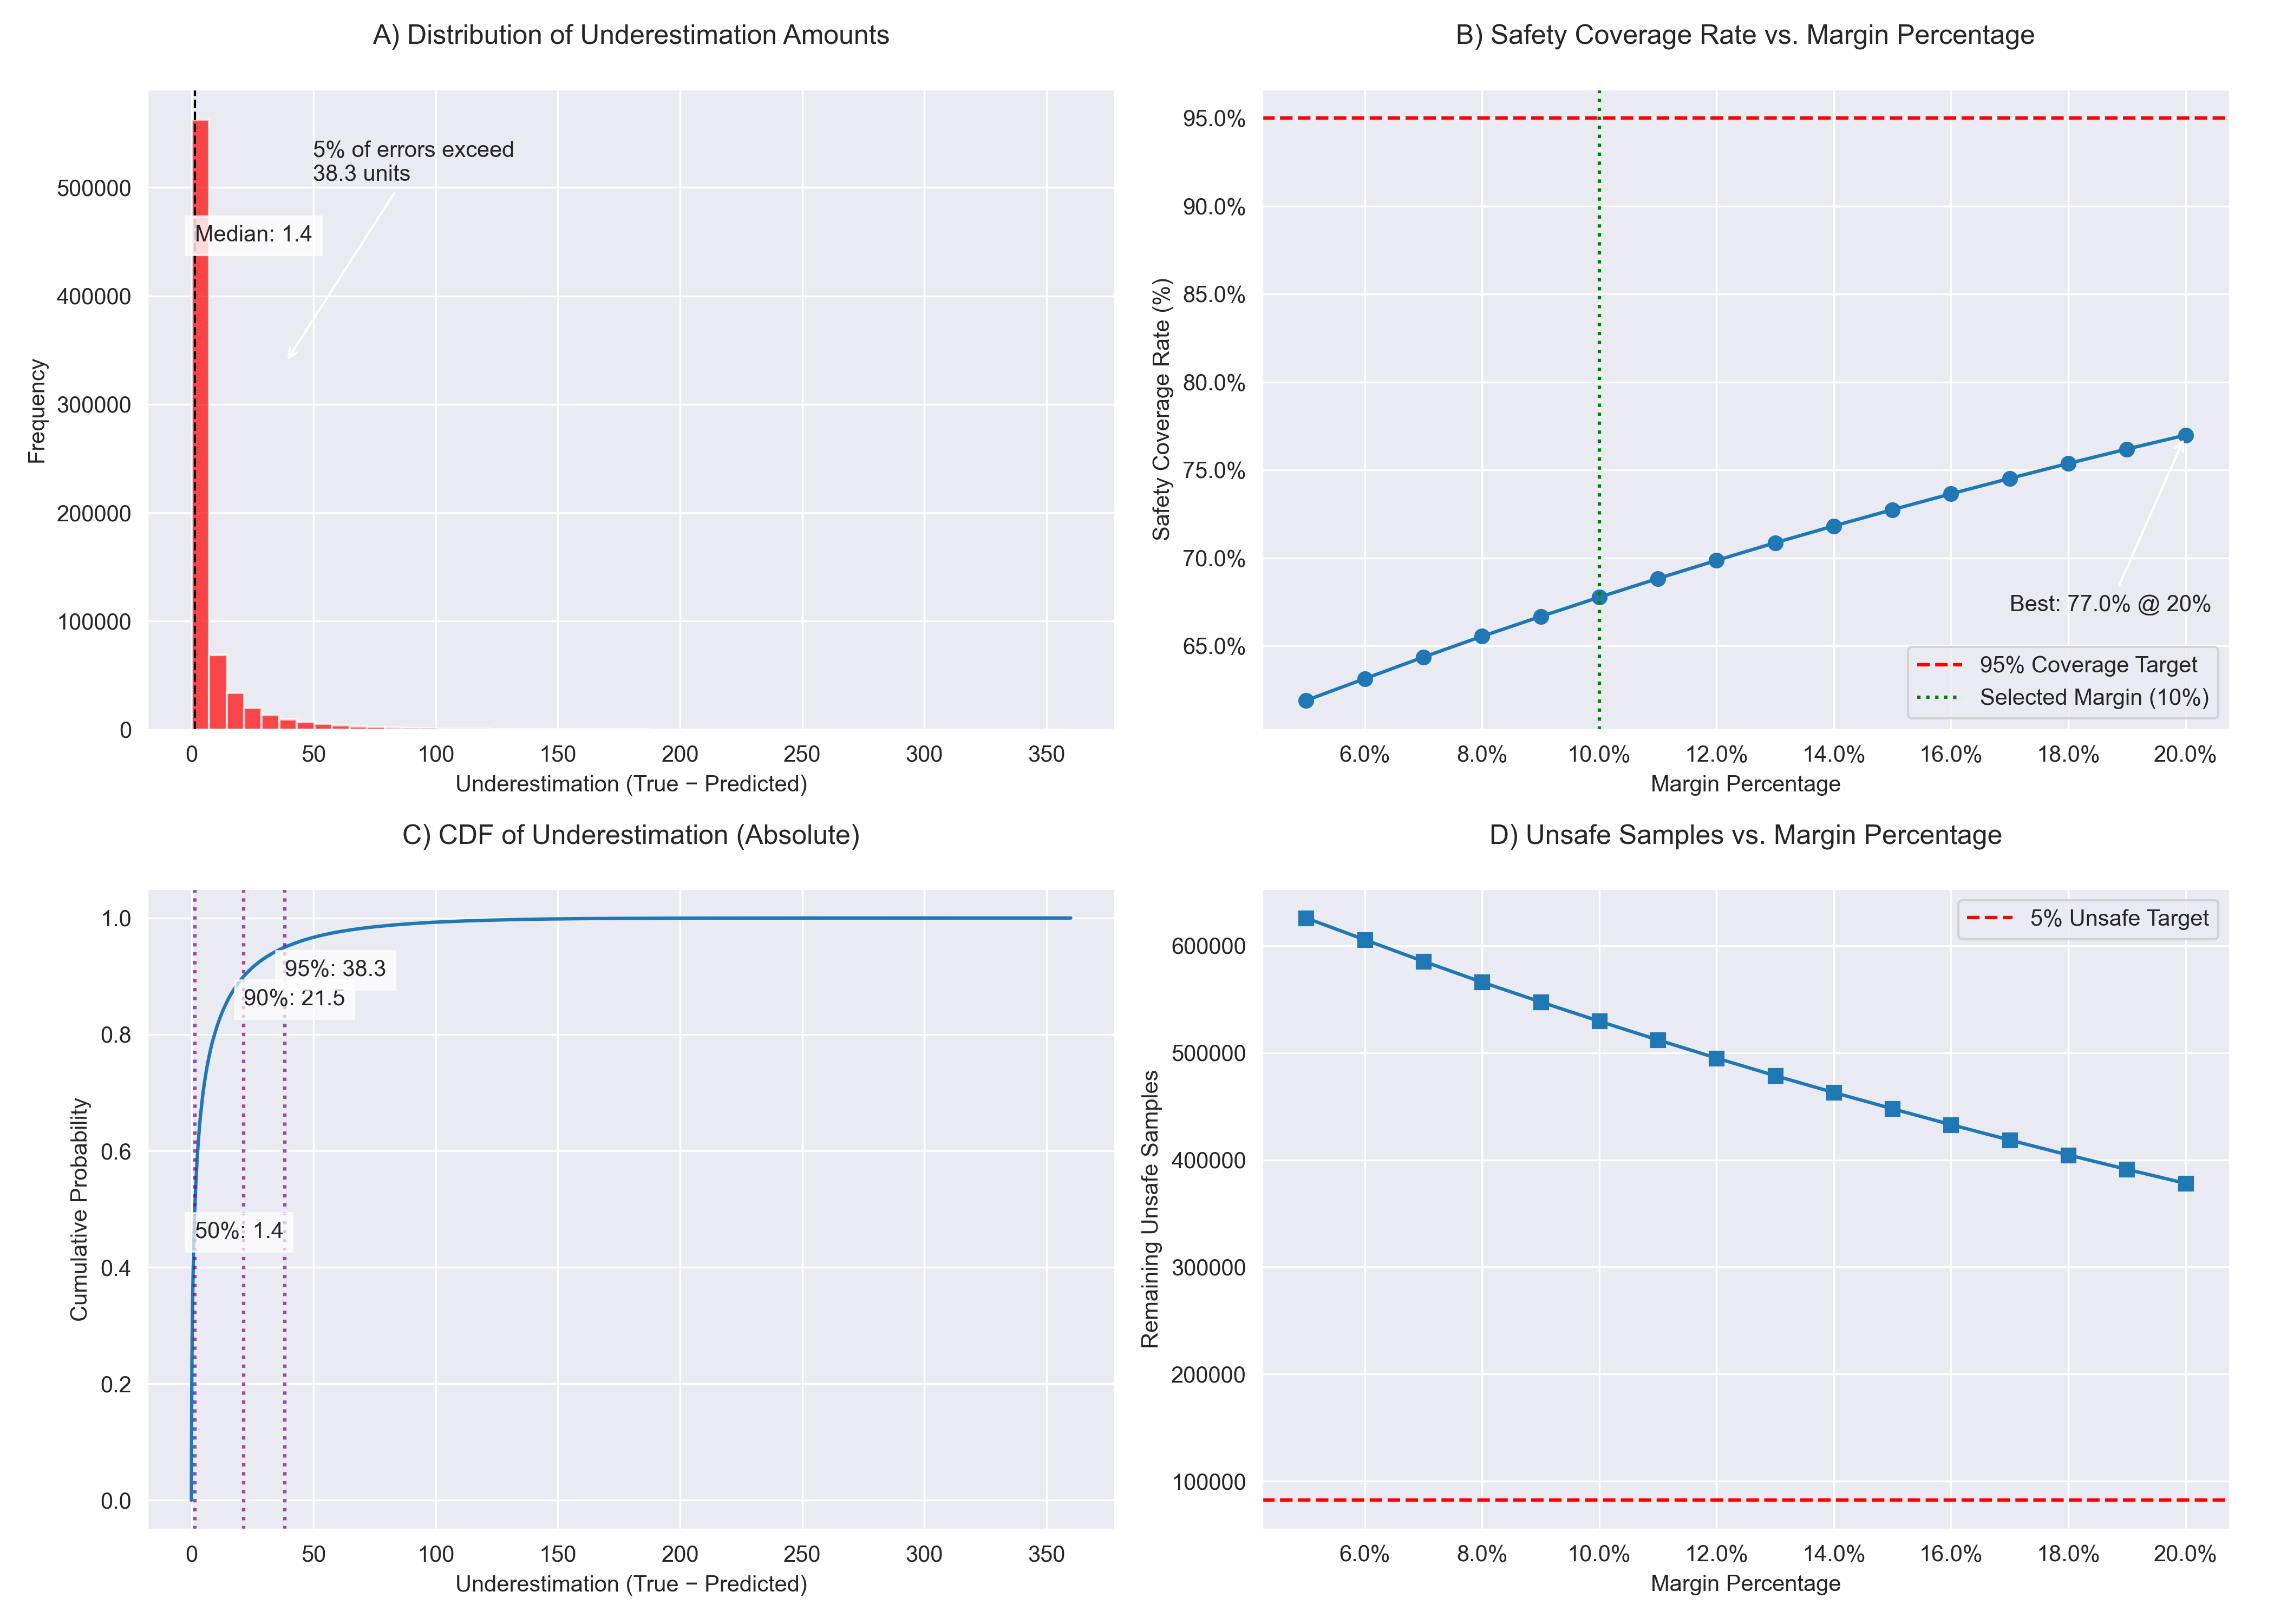 A) Distribution of Underestimation Amounts
500000
400000
300000
200000
100000
0
Frequency
5% of errors exceed
38.3 units
Median: 1.4
0 50 100 150 200 250 300 350
Underestimation (True − Predicted)
B) Safety Coverage Rate vs. Margin Percentage
95.0%
90.0%
85.0%
80.0%
75.0%
70.0%
65.0%
Safety Coverage Rate (%)
Best: 77.0% @ 20%
95% Coverage Target
Selected Margin (10%)
6.0% 8.0% 10.0% 12.0% 14.0% 16.0% 18.0% 20.0%
Margin Percentage
C) CDF of Underestimation (Absolute)
1.0
0.8
0.6
0.4
0.2
0.0
Cumulative Probability
95%: 38.3
90%: 21.5
50%: 1.4
0 50 100 150 200 250 300 350
Underestimation (True − Predicted)
D) Unsafe Samples vs. Margin Percentage
600000
500000
400000
300000
200000
100000
Remaining Unsafe Samples
5% Unsafe Target
6.0% 8.0% 10.0% 12.0% 14.0% 16.0% 18.0% 20.0%
Margin Percentage